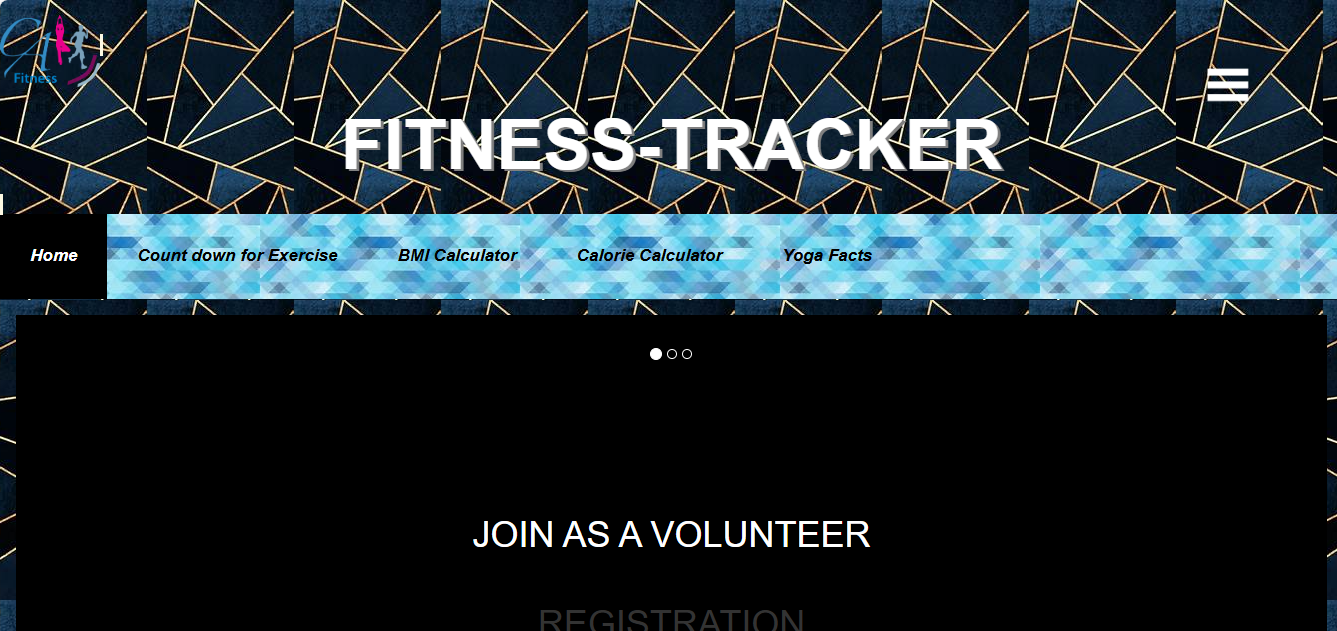 Fitness
FITNESS-TRACKER
Home Count down for Exercise BMI Calculator Calorie Calculator Yoga Facts
JOIN AS A VOLUNTEER
REGISTRATION